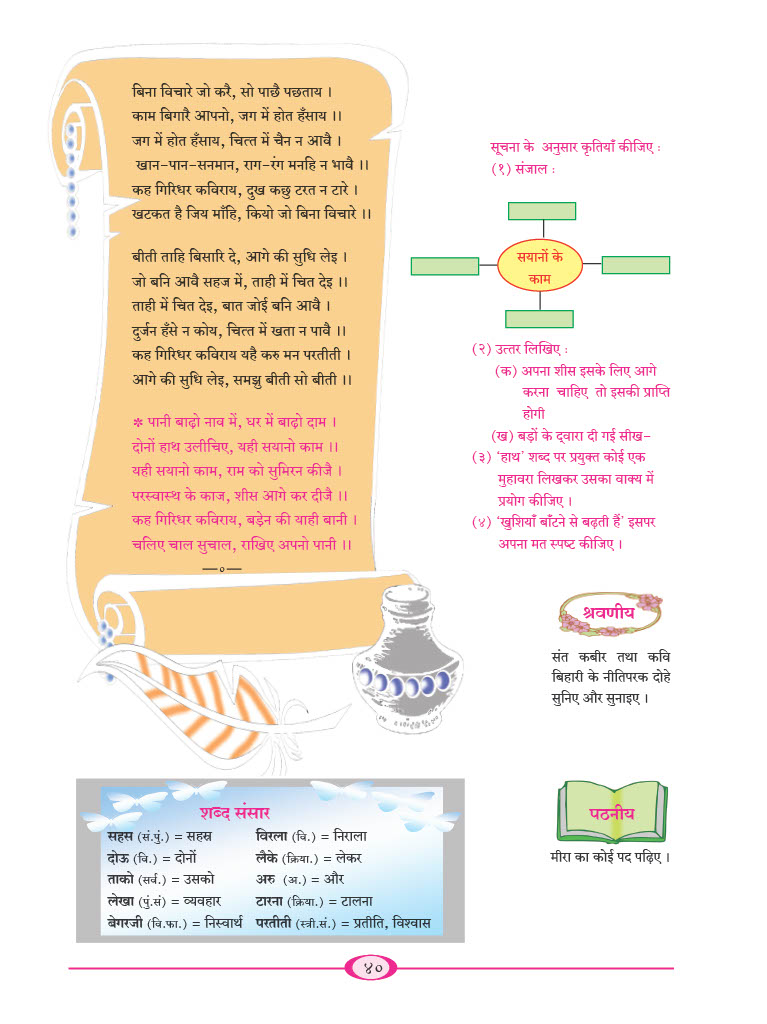 बिना विचारे जो करै, सो पाछै पछताय ।
काम बिगारै आपनो, जग में होत हँसाय ।।
जग में होत हँसाय, चित्त में चैन न आवै ।
खान-पान-सनमान, राग-रंग मनहि न भावै ।।
कह गिरिधर कविराय, दुख कछु टरत न टारे ।
खटकत है जिय माँहि, कियो जो बिना विचारे ।।
बीती ताहि बिसारि दे, आगे की सुधि लेइ ।
जो बनि आवै सहज में, ताही में चित देइ ।।
ताही में चित देइ, बात जोई बनि आवै ।
दुर्जन हँसे न कोय, चित्त में खता न पावै ।।
कह गिरिधर कविराय यहै करु मन परतीती ।
आगे की सुधि लेइ, समझु बीती सो बीती ।।
* पानी बाढ़ो नाव में, घर में बाढ़ो दाम ।
दोनों हाथ उलीचिए, यही सयानो काम ।।
यही सयानो काम, राम को सुमिरन कीजै ।
परस्वास्थ के काज, शीस आगे कर दीजै ।।
कह गिरिधर कविराय, बड़ेन की याही बानी ।
चलिए चाल सुचाल, राखिए अपनो पानी ।।
—०—
सूचना के अनुसार कृतियाँ कीजिए :
(१) संजाल :
सयानों के
काम
(२) उत्तर लिखिए :
(क) अपना शीस इसके लिए आगे
करना चाहिए तो इसकी प्राप्ति
होगी
(ख) बड़ों के द्वारा दी गई सीख-
(३) ‘हाथ’ शब्द पर प्रयुक्त कोई एक
मुहावरा लिखकर उसका वाक्य में
प्रयोग कीजिए ।
(४) ‘खुशियाँ बाँटने से बढ़ती हैं’ इसपर
अपना मत स्पष्ट कीजिए ।
श्रवणीय
संत कबीर तथा कवि
बिहारी के नीतिपरक दोहे
सुनिए और सुनाइए ।
पठनीय
मीरा का कोई पद पढ़िए ।
शब्द संसार
सहस (सं.पुं.) = सहस्र
दोऊ (वि.) = दोनों
ताको (सर्व.) = उसको
लेखा (पुं.सं) = व्यवहार
बेगरजी (वि.फा.) = निस्वार्थ
विरला (वि.) = निराला
लैके (क्रिया.) = लेकर
अरु (अ.) = और
टारना (क्रिया.) = टालना
परतीती (स्त्री.सं.) = प्रतीति, विश्वास
४०